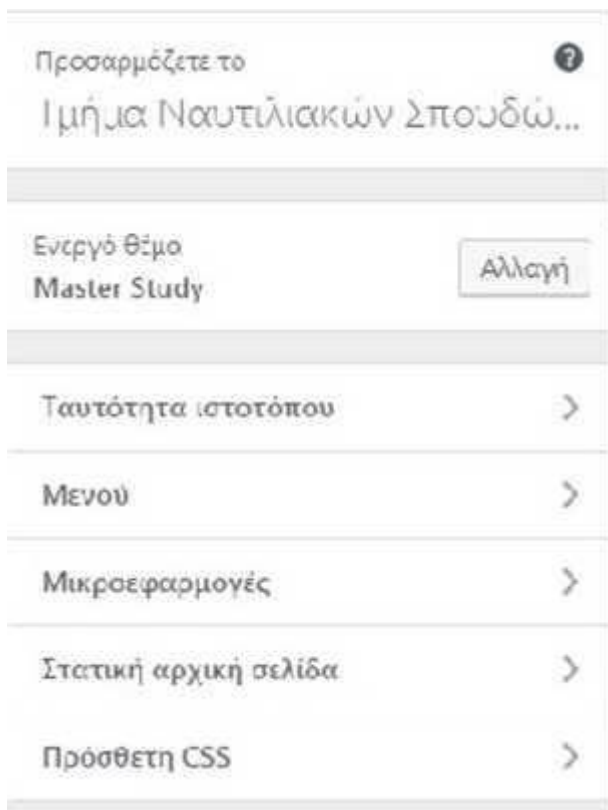 Προσαρμόζετε το
Τμήμα Ναυτιλιακών Σπουδώ...
Ενεργό θέμα
Master Study
Αλλαγή
Ταυτότητα ιστοτόπου
Μενού
Μικροεφαρμογές
Στατική αρχική σελίδα
Πρόσθετη CSS